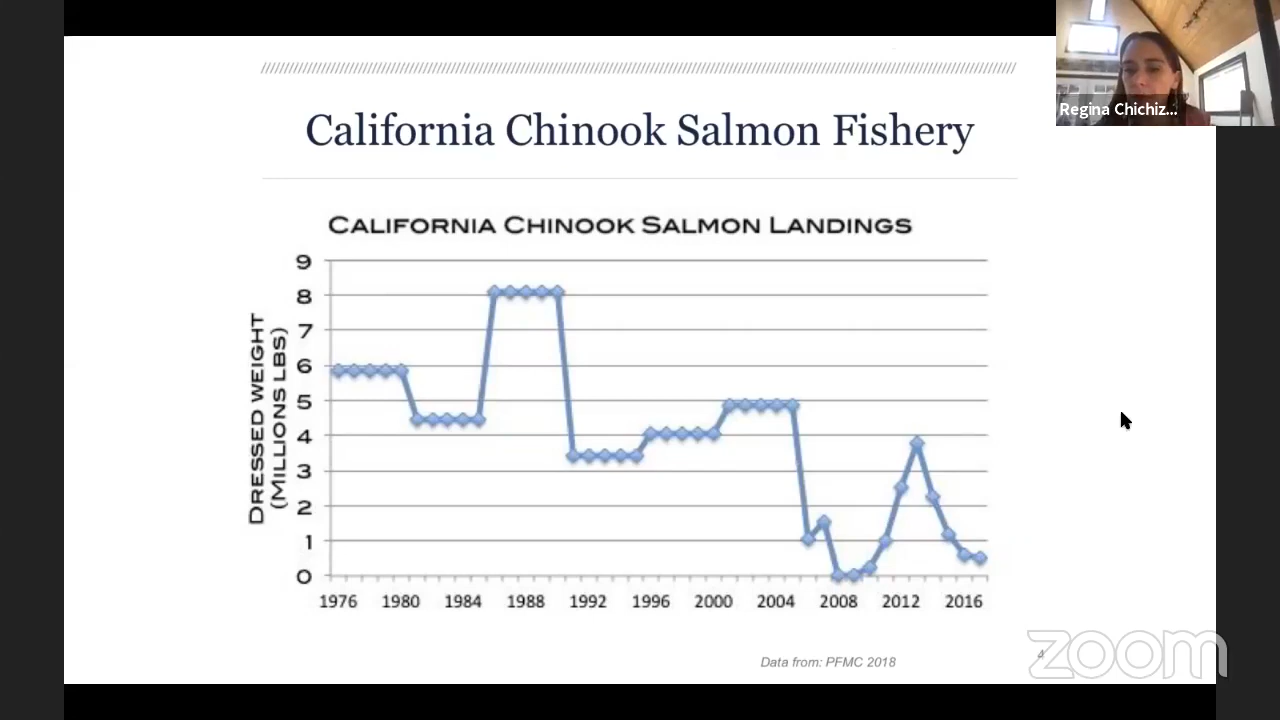 Regina Chichiz...
California Chinook Salmon Fishery
CALIFORNIA CHINOOK SALMON LANDINGS
DRESSED WEIGHT
(MILLIONS LBS)
9
8
7
6
5
4
3
2
1
0
1976 1980 1984 1988 1992 1996 2000 2004 2008 2012 2016
Data from: PFMC 2018
4
zoom